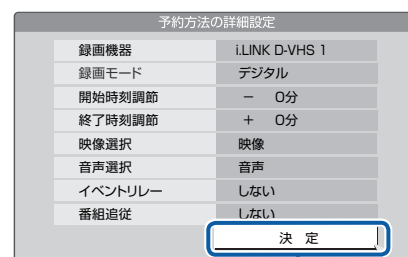 予約方法の詳細設定
録画機器 i.LINK D-VHS 1
録画モード デジタル
開始時刻調節 － 0分
終了時刻調節 ＋ 0分
映像選択 映像
音声選択 音声
イベントリレー しない
番組追従 しない
決 定